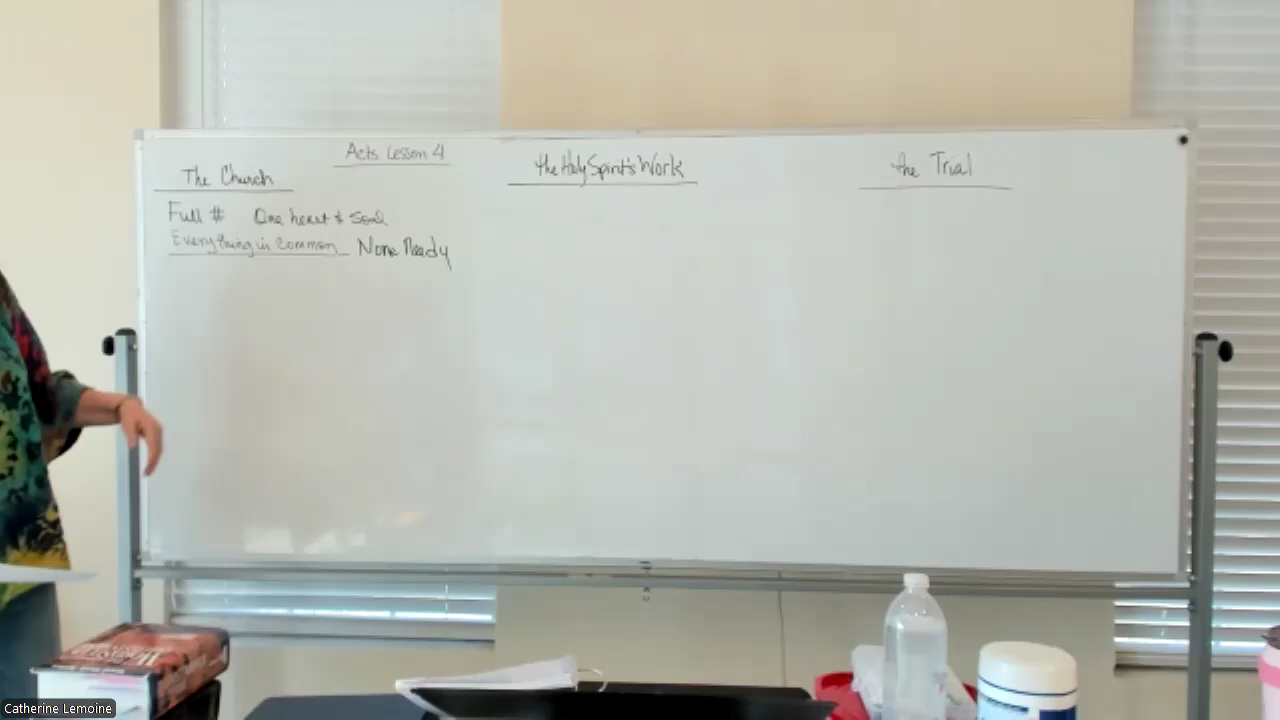 Acts Lesson 4
The Church
Full # One heart & Soul
Everything in Common None Needy
the Holy Spirit's Work
the Trial
Catherine Lemoine